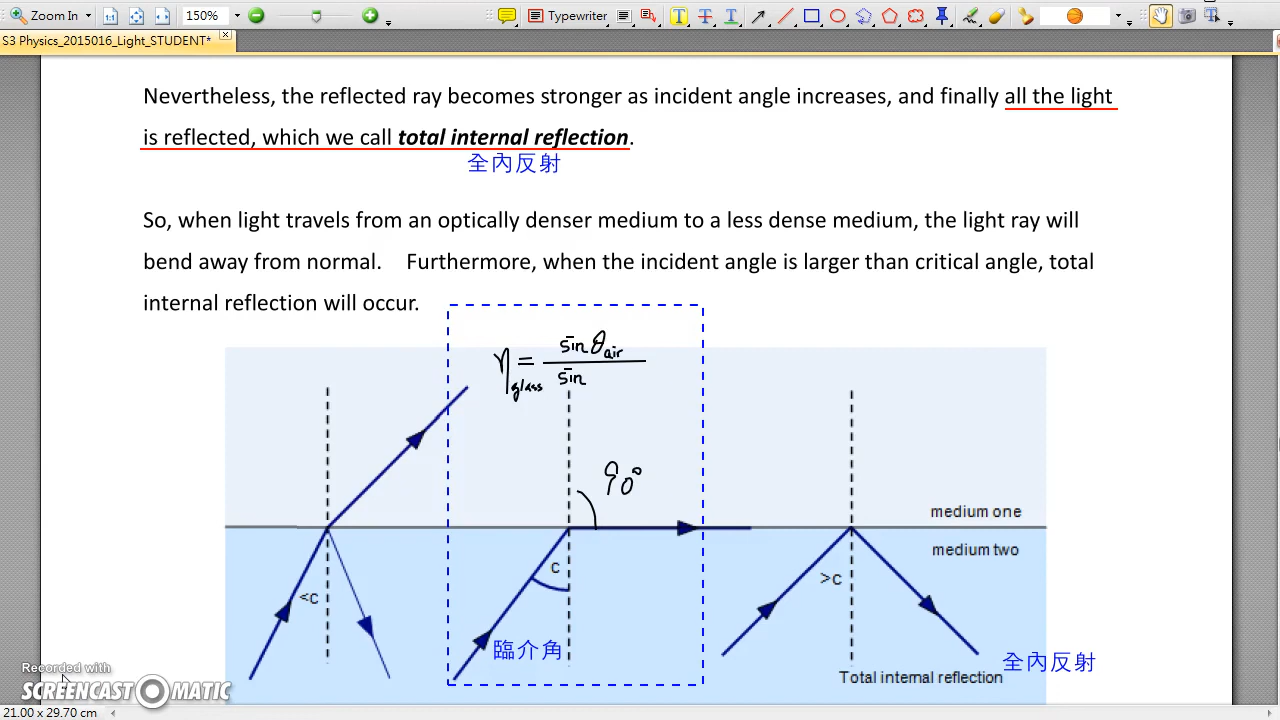 Zoom In
150%
Typewriter
S3 Physics_2015016_Light_STUDENT*
Nevertheless, the reflected ray becomes stronger as incident angle increases, and finally all the light
is reflected, which we call total internal reflection.
全內反射
So, when light travels from an optically denser medium to a less dense medium, the light ray will
bend away from normal. Furthermore, when the incident angle is larger than critical angle, total
internal reflection will occur.
η glass = sin θ air
sin
90°
medium one
medium two
<c
c
>c
臨介角
全內反射
Total internal reflection
Recorded with
SCREENCAST O MATIC
21.00 x 29.70 cm